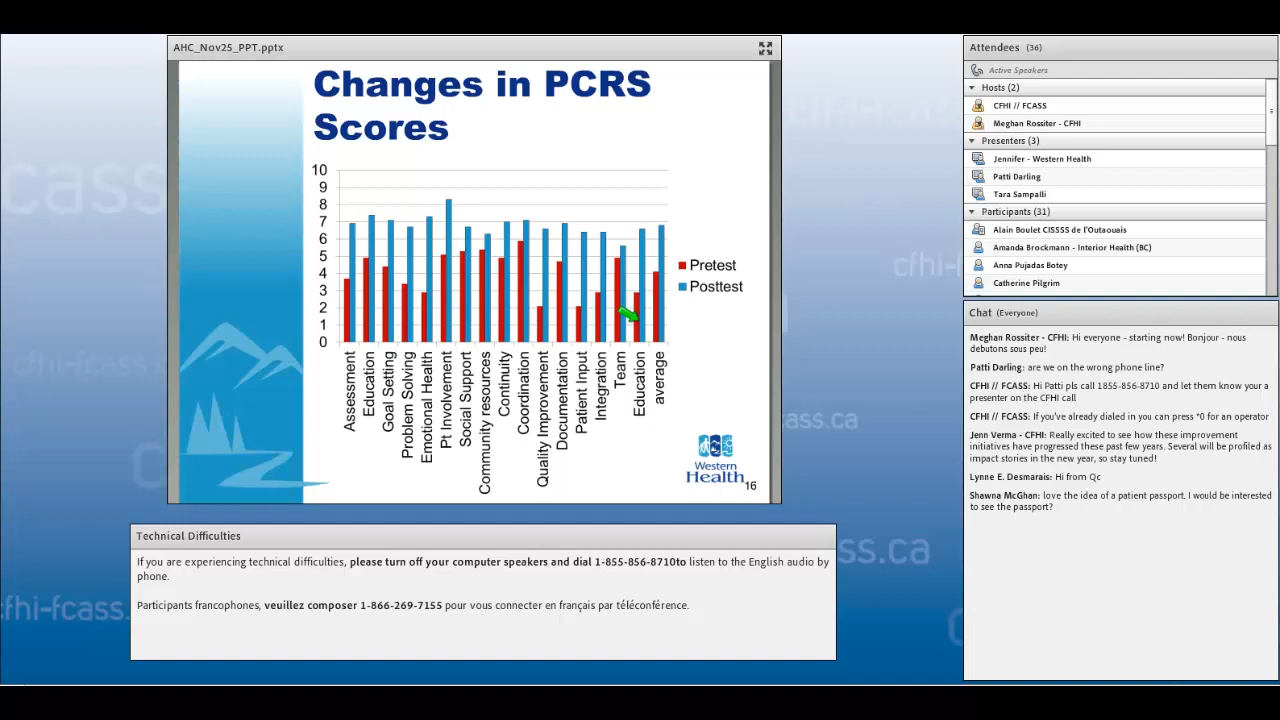 AHC_Nov25_PPT.pptx
Changes in PCRS
Scores
10
9
8
7
6
5
4
3
2
1
0
Assessment
Education
Goal Setting
Problem Solving
Emotional Health
Pt Involvement
Social Support
Community resources
Continuity
Coordination
Quality Improvement
Documentation
Patient Input
Integration
Team
Education
average
Pretest
Posttest
Western
Health
16
Technical Difficulties
If you are experiencing technical difficulties, please turn off your computer speakers and dial 1-855-856-8710to listen to the English audio by
phone.
Participants francophones, veuillez composer 1-866-269-7155 pour vous connecter en français par téléconférence.
Attendees (36)
Active Speakers
Hosts (2)
CFHI // FCASS
Meghan Rossiter - CFHI
Presenters (3)
Jennifer - Western Health
Patti Darling
Tara Sampalli
Participants (31)
Alain Boulet CISSSS de l'Outaouais
Amanda Brockmann - Interior Health (BC)
Anna Pujadas Botey
Catherine Pilgrim
Chat (Everyone)
Meghan Rossiter - CFHI: Hi everyone - starting now! Bonjour - nous
debutons sous peu!
Patti Darling: are we on the wrong phone line?
CFHI // FCASS: Hi Patti pls call 1855-856-8710 and let them know your a
presenter on the CFHI call
CFHI // FCASS: If you've already dialed in you can press *0 for an operator
Jenn Verma - CFHI: Really excited to see how these improvement
initiatives have progressed these past few years. Several will be profiled as
impact stories in the new year, so stay tuned!
Lynne E. Desmarais: Hi from Qc
Shawna McGhan: love the idea of a patient passport. I would be interested
to see the passport?
cass
cfhi-fcass.ca
cfhi-f
ss.ca
cfhi-fcass.
ss.ca